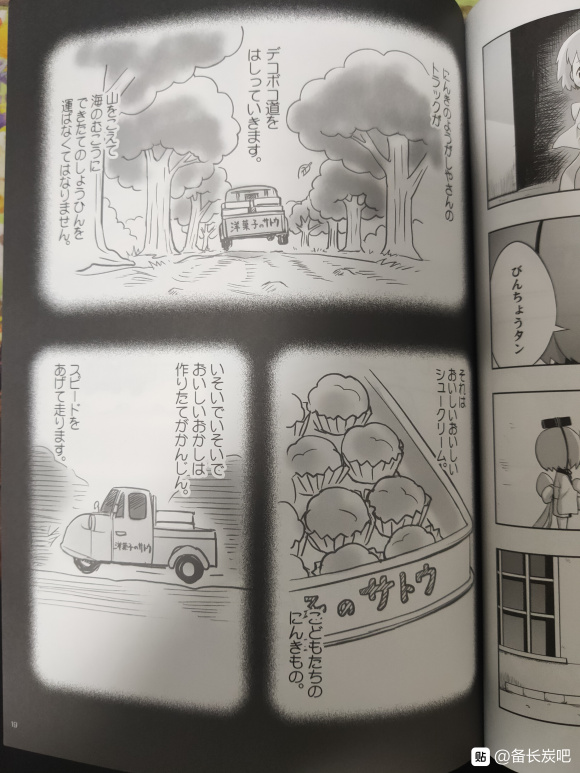 にんきのようがしやさんの
トラックが
デコボコ道を
はしっていきます。
山をこえて
海のむこうに
できたてのしょうひんを
運ばなくてはなりません。
洋菓子のサトウ
それは
おいしいおいしい
シュークリーム。
のサトウ
こどもたちの
にんきもの。
いそいでいそいで
おいしいおかしは
作りたてがかんじん。
スピードを
あげて走ります。
洋菓子のサトウ
10
びんちょうタン
貼 @备长炭吧